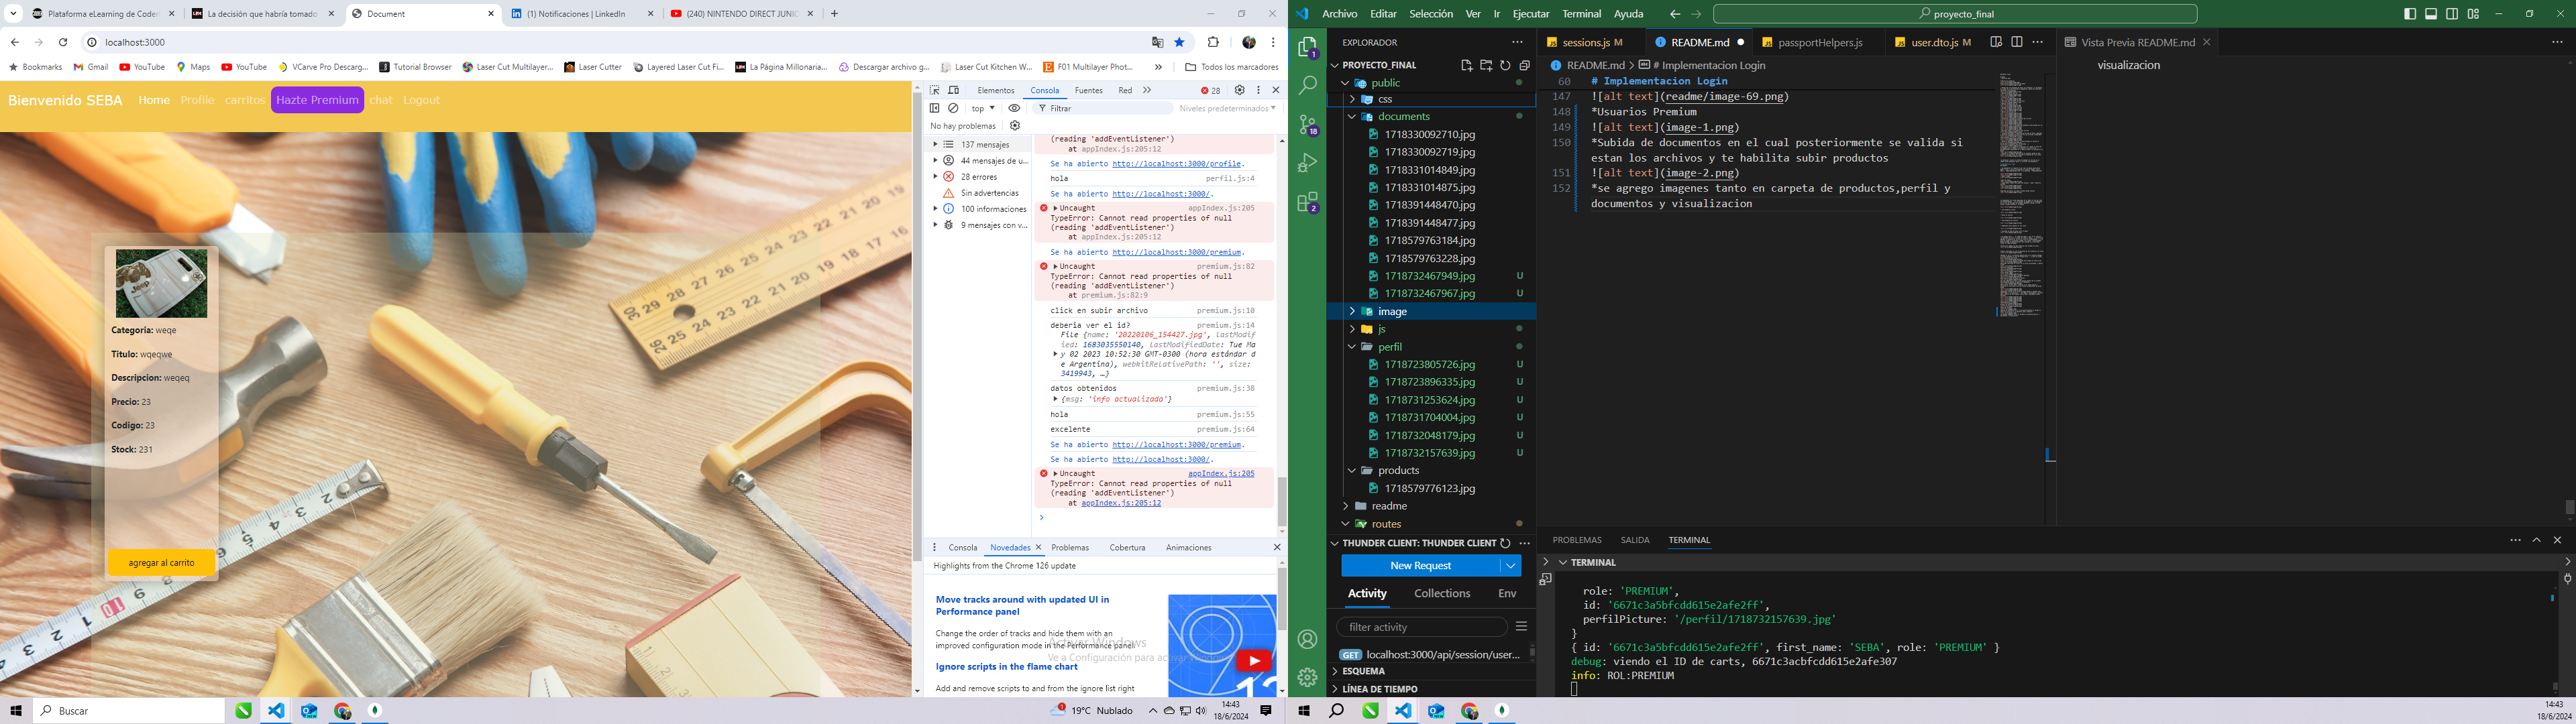 Plataforma eLearning de Coder
La decisión que habría tomado
Document
(1) Notificaciones | LinkedIn
(240) NINTENDO DIRECT JUNIO
localhost:3000
Bookmarks
Gmail
YouTube
Maps
YouTube
VCarve Pro Descarg...
Tutorial Browser
Laser Cut Multilayer...
Laser Cutter
Layered Laser Cut Fi...
La Página Millonaria...
Descargar archivo g...
Laser Cut Kitchen W...
F01 Multilayer Phot...
Todos los marcadores
Bienvenido SEBA
Home
Profile
carritos
Hazte Premium
chat
Logout
Categoria: weqe
Titulo: wqeqwe
Descripcion: weqeq
Precio: 23
Codigo: 23
Stock: 231
agregar al carrito
Elementos
Consola
Fuentes
Red
28
top
Filtrar
Niveles predeterminados
No hay problemas
137 mensajes
44 mensajes de u...
28 errores
Sin advertencias
100 informaciones
9 mensajes con v...
(reading 'addEventListener')
at appIndex.js:205:12
Se ha abierto http://localhost:3000/profile.
hola perfil.js:4
Se ha abierto http://localhost:3000/.
Uncaught appIndex.js:205
TypeError: Cannot read properties of null
(reading 'addEventListener')
at appIndex.js:205:12
Se ha abierto http://localhost:3000/premium.
Uncaught premium.js:82
TypeError: Cannot read properties of null
(reading 'addEventListener')
at premium.js:82:9
click en subir archivo premium.js:10
deberia ver el id? premium.js:14
File {name: '20220106_154427.jpg', lastModif
ied: 1683035550140, lastModifiedDate: Tue Ma
y 02 2023 10:52:30 GMT-0300 (hora estándar d
e Argentina), webkitRelativePath: '', size:
3419943, …}
datos obtenidos premium.js:38
{msg: 'info actualizada'}
hola premium.js:55
excelente premium.js:64
Se ha abierto http://localhost:3000/premium.
Se ha abierto http://localhost:3000/.
Uncaught appIndex.js:205
TypeError: Cannot read properties of null
(reading 'addEventListener')
at appIndex.js:205:12
Consola
Novedades
Problemas
Cobertura
Animaciones
Highlights from the Chrome 126 update
Move tracks around with updated UI in
Performance panel
Change the order of tracks and hide them with an
improved configuration mode in the Performance panel.
Ignore scripts in the flame chart
Add and remove scripts to and from the ignore list right
Activar Windows
Ve a Configuración para activar Windows.
Buscar
19°C Nublado
14:43
18/6/2024
Archivo
Editar
Selección
Ver
Ir
Ejecutar
Terminal
Ayuda
proyecto_final
EXPLORADOR
PROYECTO_FINAL
public
css
documents
1718330092710.jpg
1718330092719.jpg
1718331014849.jpg
1718331014875.jpg
1718391448470.jpg
1718391448477.jpg
1718579763184.jpg
1718579763228.jpg
1718732467949.jpg U
1718732467967.jpg U
image
js
perfil
1718723805726.jpg U
1718723896335.jpg U
1718731253624.jpg U
1718731704004.jpg U
1718732048179.jpg U
1718732157639.jpg U
products
1718579776123.jpg
readme
routes
THUNDER CLIENT: THUNDER CLIENT
New Request
Activity
Collections
Env
filter activity
GET localhost:3000/api/session/user...
ESQUEMA
LÍNEA DE TIEMPO
sessions.js M
README.md
passportHelpers.js
user.dto.js M
Vista Previa README.md
README.md > # Implementacion Login
60 # Implementacion Login
147 ![alt text](readme/image-69.png)
148 *Usuarios Premium
149 ![alt text](image-1.png)
150 *Subida de documentos en el cual posteriormente se valida si
estan los archivos y te habilita subir productos
151 ![alt text](image-2.png)
152 *se agrego imagenes tanto en carpeta de productos,perfil y
documentos y visualizacion
visualizacion
PROBLEMAS
SALIDA
TERMINAL
TERMINAL
role: 'PREMIUM',
id: '6671c3a5bfcdd615e2afe2ff',
perfilPicture: '/perfil/1718732157639.jpg'
}
{ id: '6671c3a5bfcdd615e2afe2ff', first_name: 'SEBA', role: 'PREMIUM' }
debug: viendo el ID de carts, 6671c3acbfcdd615e2afe307
info: ROL:PREMIUM
14:43
18/6/2024